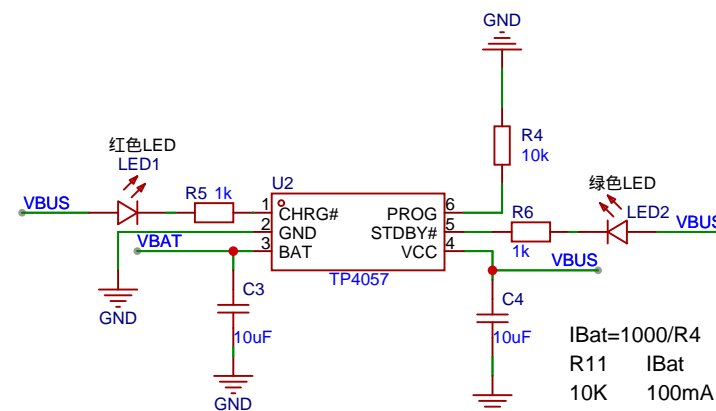 GND
R4
10k
红色LED
LED1
绿色LED
LED2
VBUS
R5 1k
U2
1
CHRG#
PROG
6
R6
1k
VBUS
2
GND
STDBY#
5
VBAT
3
BAT
VCC
4
VBUS
TP4057
GND
C3
10uF
C4
10uF
GND
IBat=1000/R4
R11 IBat
10K 100mA